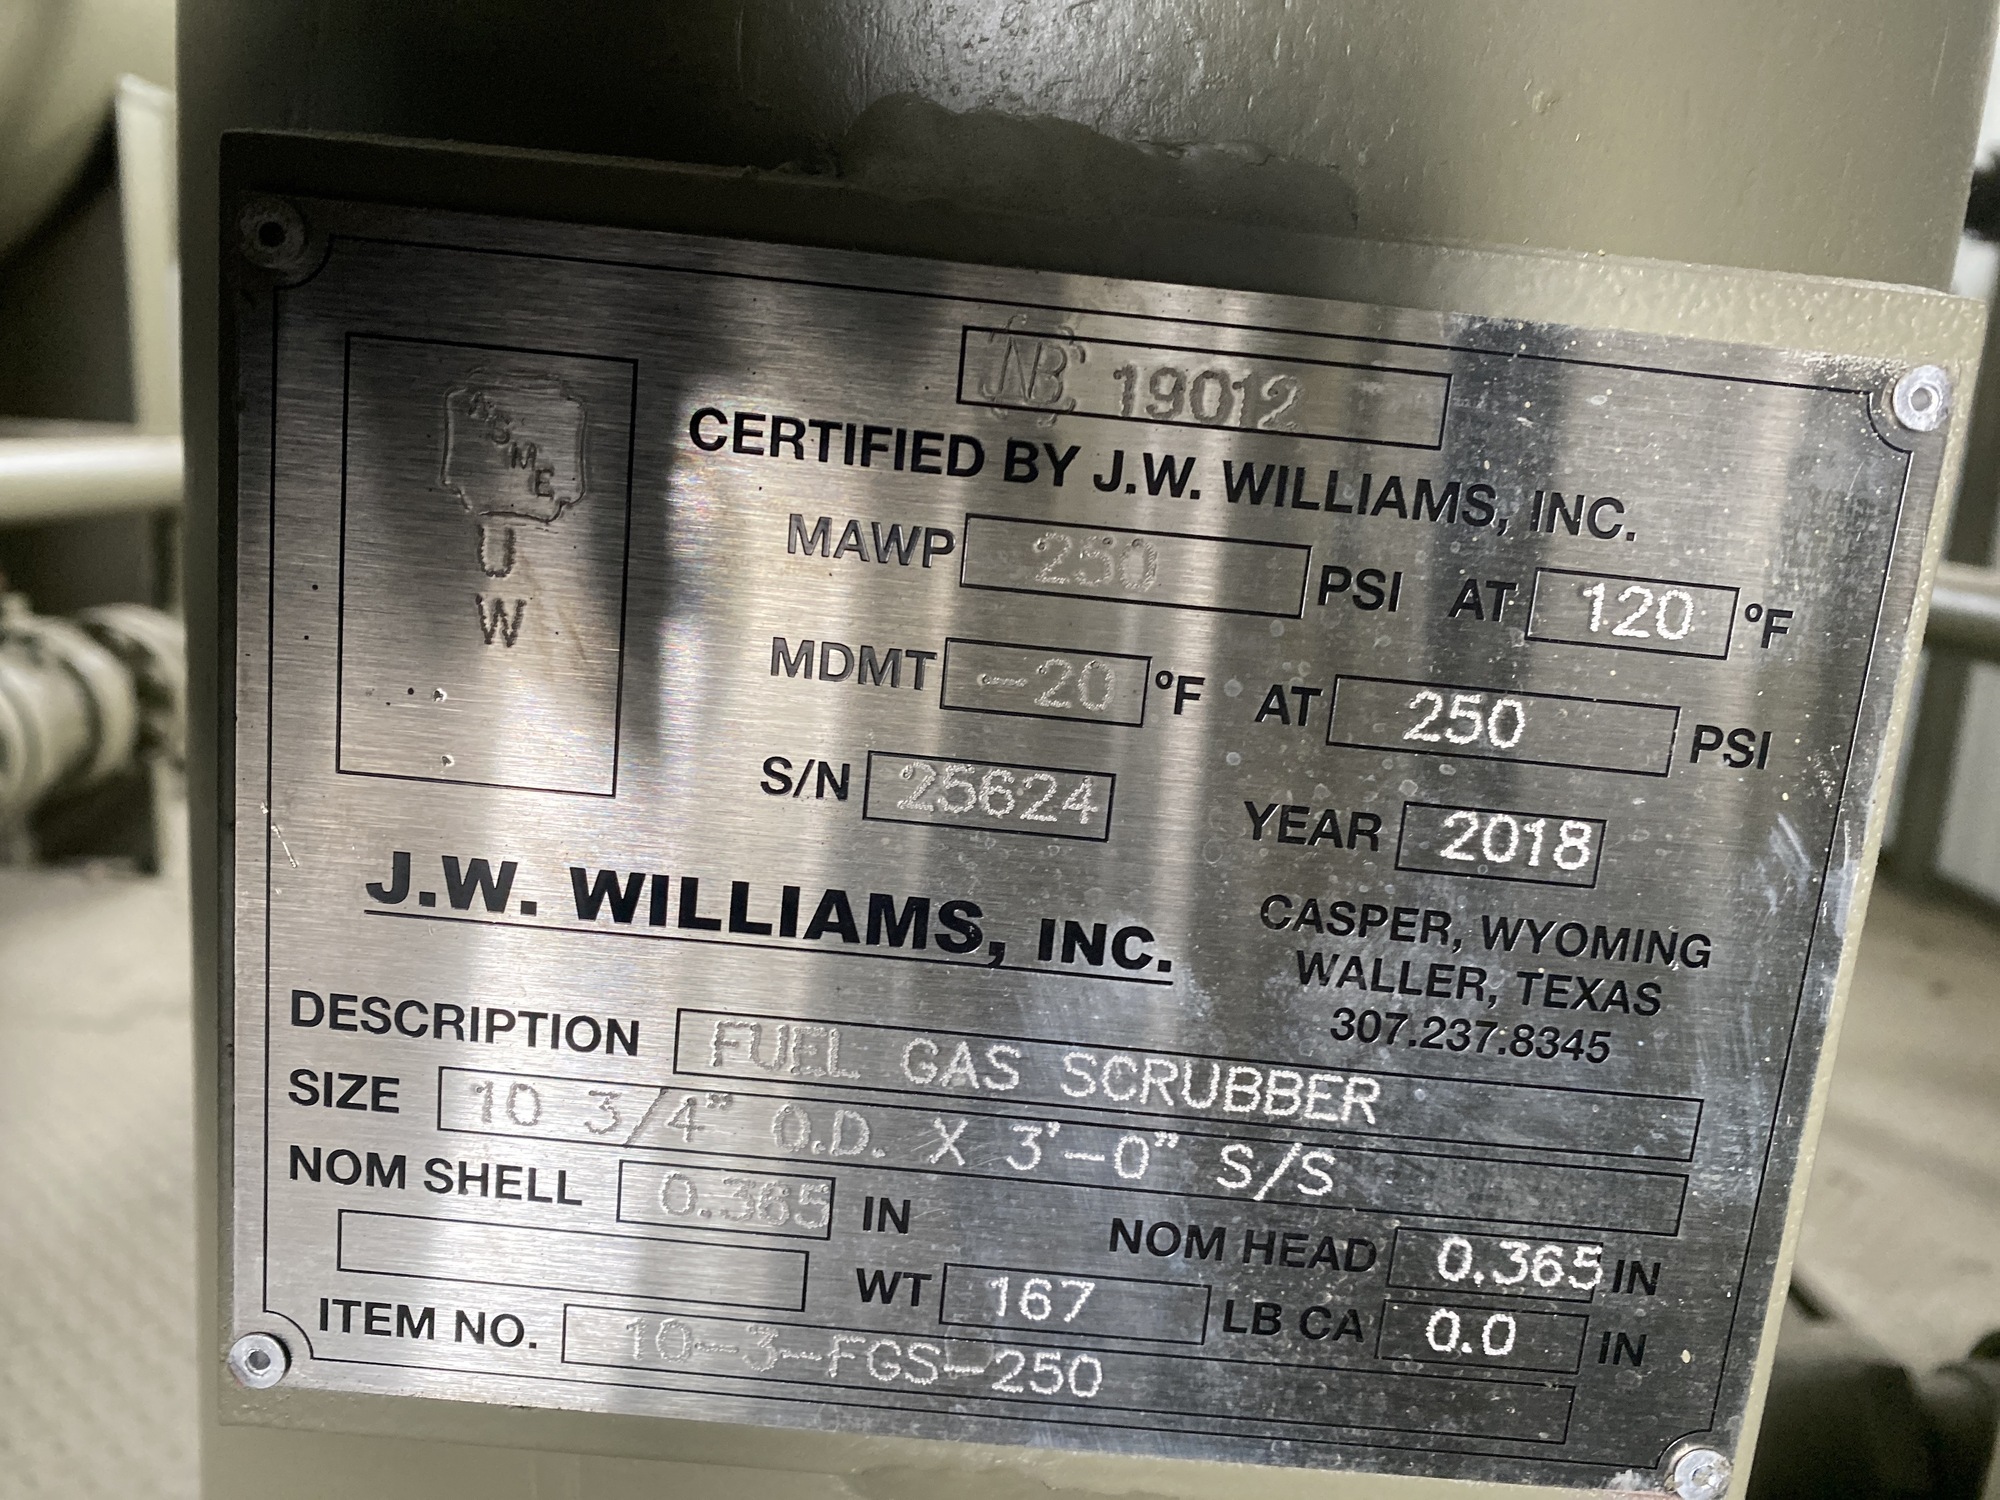 ASME
U
W
NB 19012
CERTIFIED BY J.W. WILLIAMS, INC.
MAWP 250 PSI AT 120 °F
MDMT -20 °F AT 250 PSI
S/N 25624 YEAR 2018
J.W. WILLIAMS, INC.
CASPER, WYOMING
WALLER, TEXAS
307.237.8345
DESCRIPTION FUEL GAS SCRUBBER
SIZE 10 3/4" O.D. X 3'-0" S/S
NOM SHELL 0.365 IN NOM HEAD 0.365 IN
WT 167 LB CA 0.0 IN
ITEM NO. 10-3-FGS-250